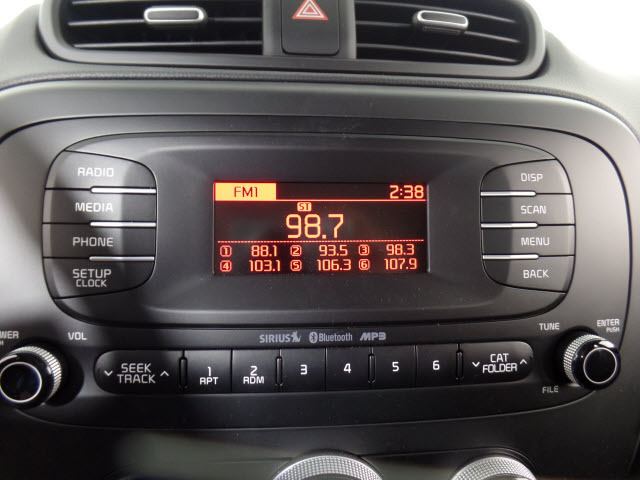 RADIO
MEDIA
PHONE
SETUP
CLOCK
FM1 2:38
ST
98.7
1 88.1 2 93.5 3 98.3
4 103.1 5 106.3 6 107.9
DISP
SCAN
MENU
BACK
SIRIUS Bluetooth MP3
POWER
VOL
TUNE
ENTER
PUSH
SEEK
TRACK
1
RPT
2
RDM
3
4
5
6
CAT
FOLDER
FILE